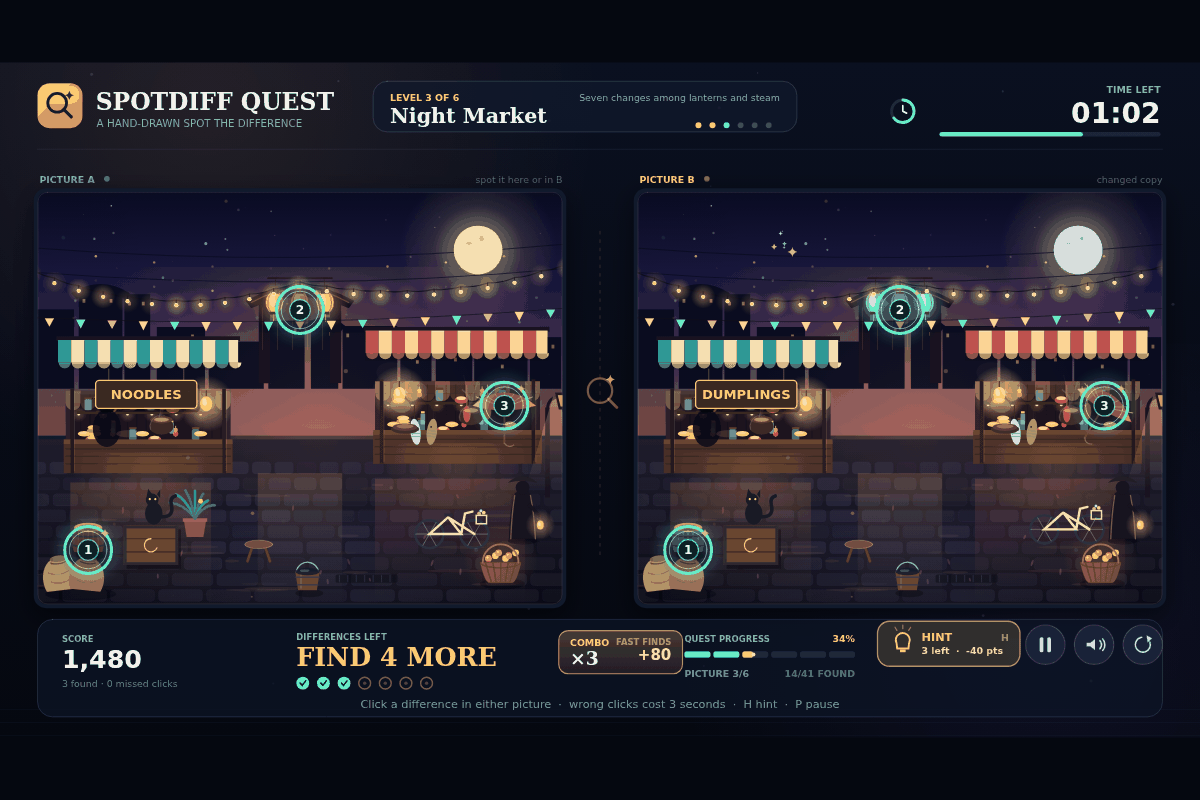 SPOTDIFF QUEST
A HAND-DRAWN SPOT THE DIFFERENCE
LEVEL 3 OF 6
Night Market
Seven changes among lanterns and steam
TIME LEFT
01:02
PICTURE A
spot it here or in B
PICTURE B
changed copy
2
3
NOODLES
1
2
3
DUMPLINGS
1
SCORE
1,480
3 found · 0 missed clicks
DIFFERENCES LEFT
FIND 4 MORE
COMBO
×3
FAST FINDS
+80
QUEST PROGRESS
34%
PICTURE 3/6
14/41 FOUND
HINT
H
3 left · -40 pts
Click a difference in either picture · wrong clicks cost 3 seconds · H hint · P pause